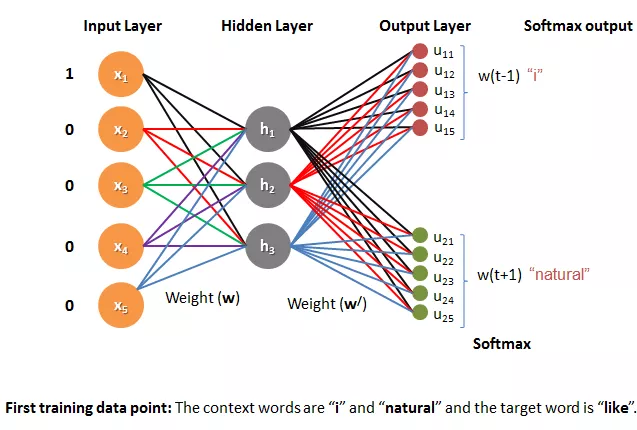 Input Layer Hidden Layer Output Layer Softmax output
1 x1 u11
0 x2 h1 u12 w(t-1) “i”
u13
u14
u15
0 x3 h2
0 x4 h3 u21
u22
u23 w(t+1) “natural”
u24
u25
0 x5 Weight (w) Weight (w/)
Softmax
First training data point: The context words are “i” and “natural” and the target word is “like”.